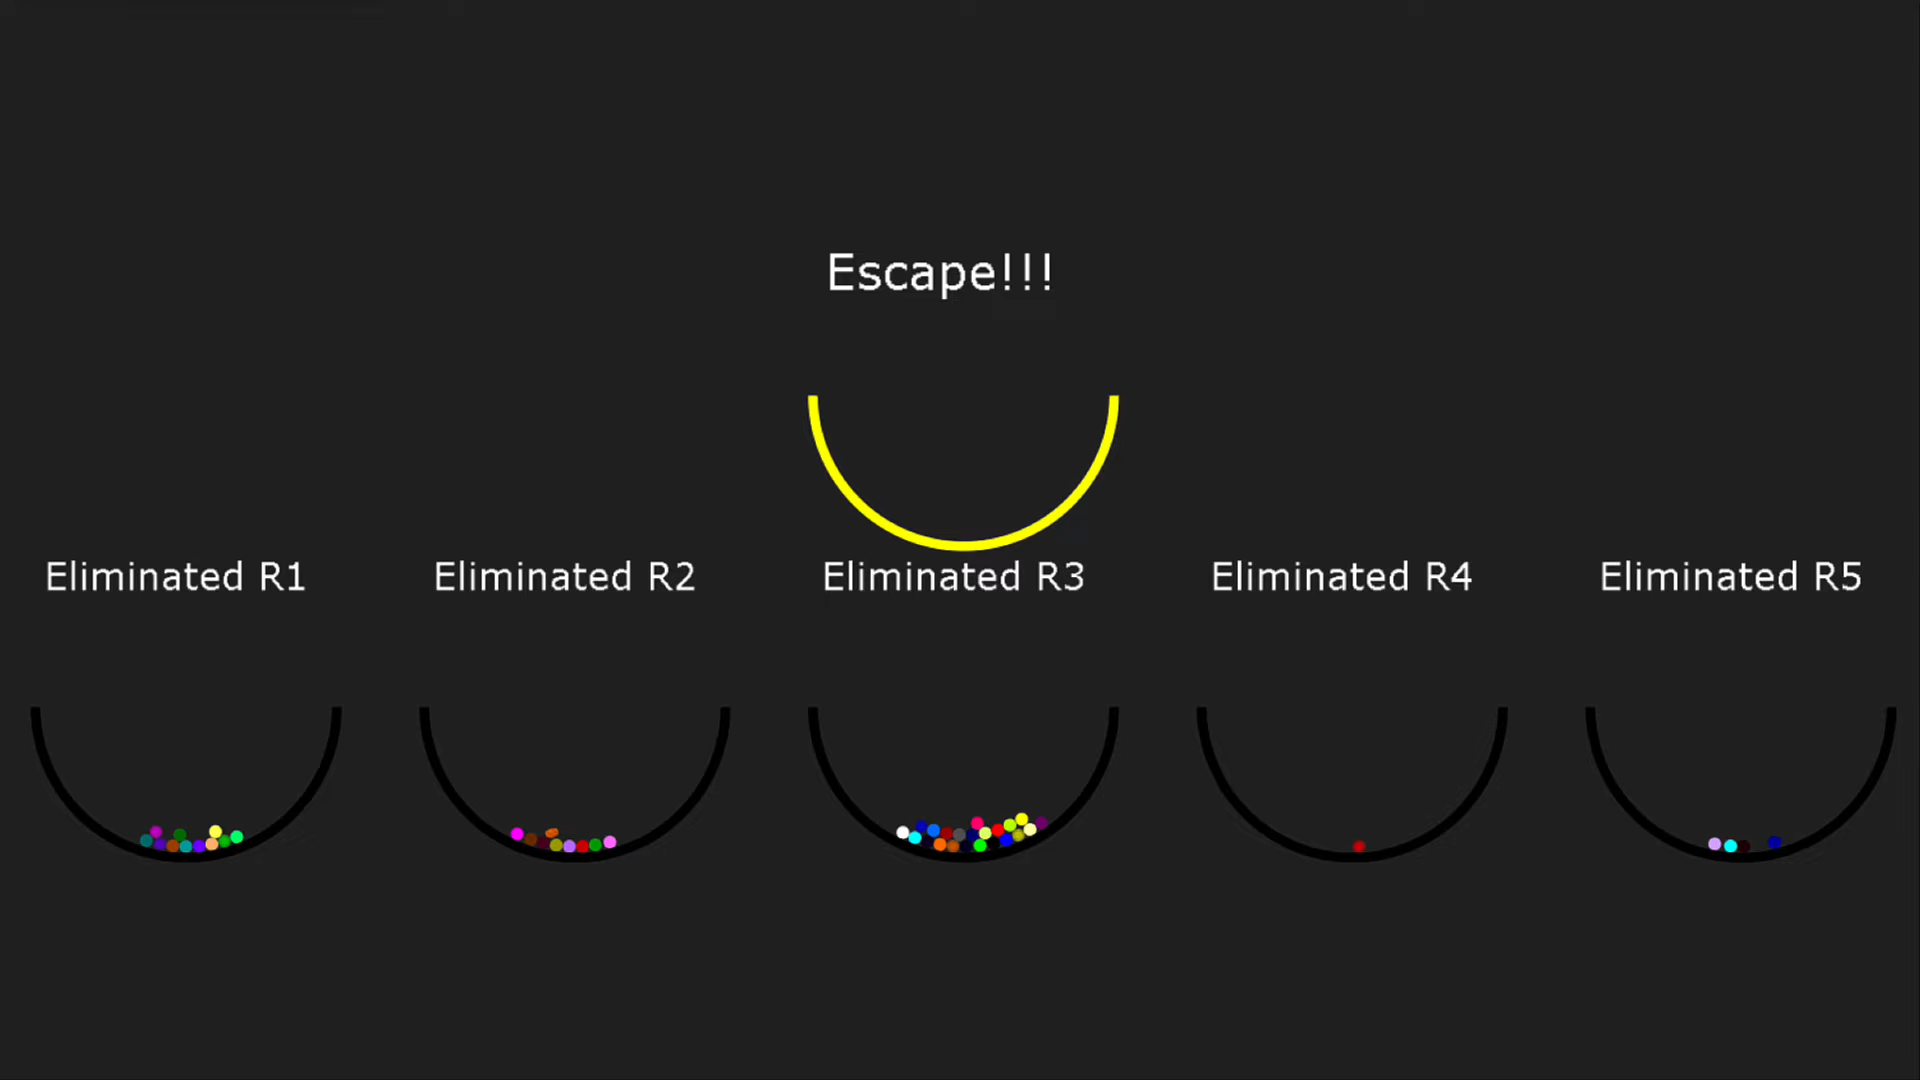 Escape!!!
Eliminated R1
Eliminated R2
Eliminated R3
Eliminated R4
Eliminated R5